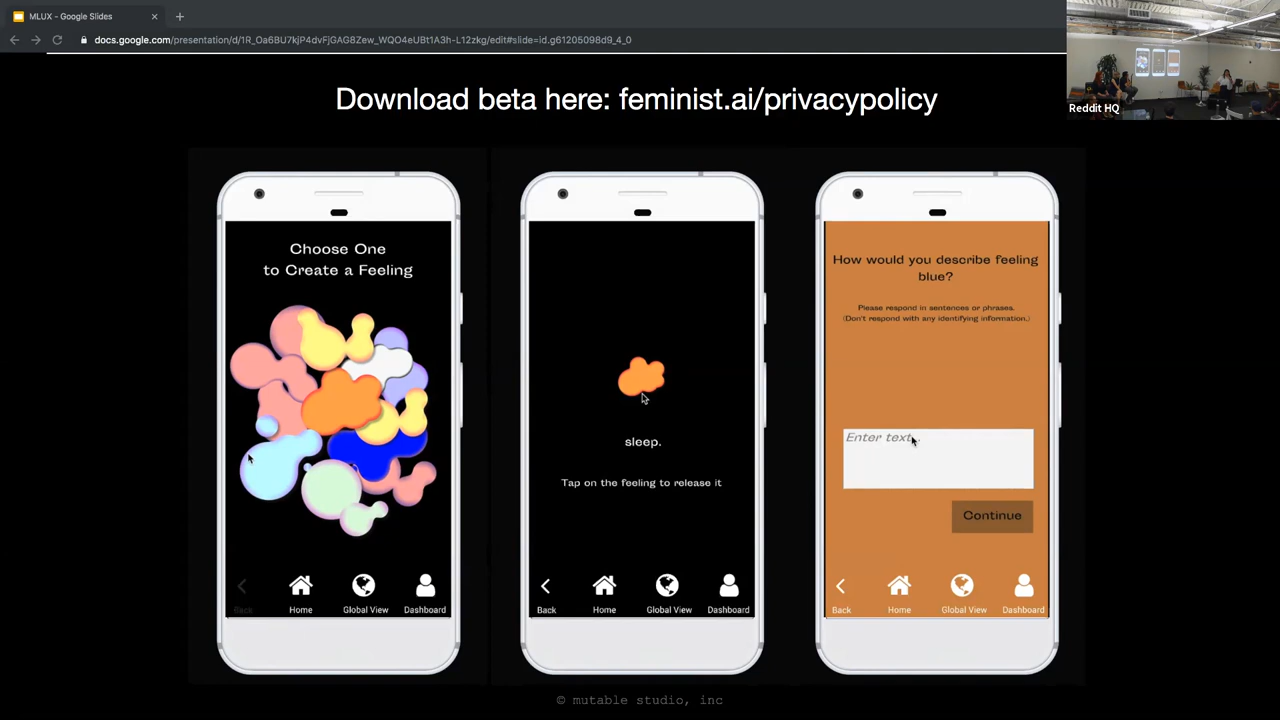 MLUX - Google Slides
docs.google.com/presentation/d/1R_Oa6BU7kjP4dvFjGAG8Zew_WQO4eUBt1A3h-L12zkg/edit#slide=id.g61205098d9_4_0
Reddit HQ
Download beta here: feminist.ai/privacypolicy
Choose One
to Create a Feeling
Back
Home
Global View
Dashboard
sleep.
Tap on the feeling to release it
Back
Home
Global View
Dashboard
How would you describe feeling
blue?
Please respond in sentences or phrases.
(Don't respond with any identifying information.)
Enter text...
Continue
Back
Home
Global View
Dashboard
© mutable studio, inc